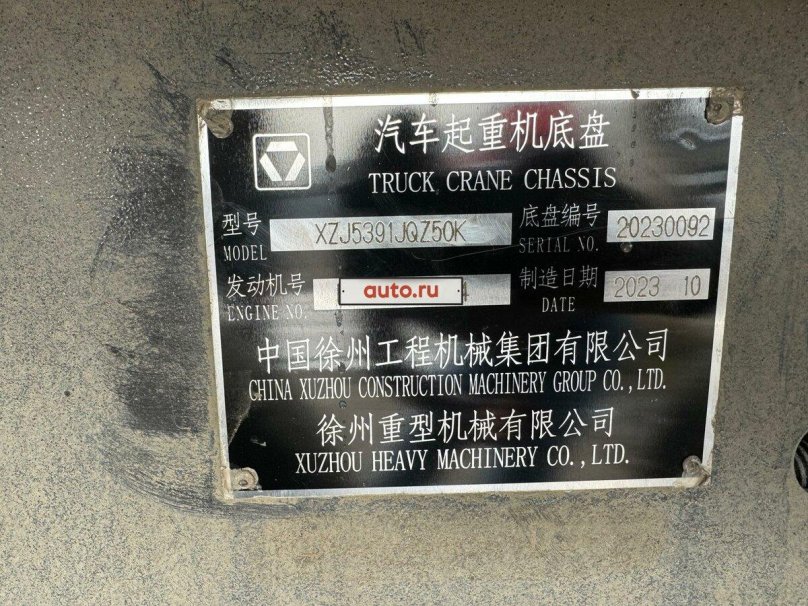 汽车起重机底盘
TRUCK CRANE CHASSIS
型号 XZJ5391JQZ50K 底盘编号 20230092
MODEL SERIAL NO.
发动机号 auto.ru 制造日期 2023 10
ENGINE NO. DATE
中国徐州工程机械集团有限公司
CHINA XUZHOU CONSTRUCTION MACHINERY GROUP CO.,LTD.
徐州重型机械有限公司
XUZHOU HEAVY MACHINERY CO.,LTD.